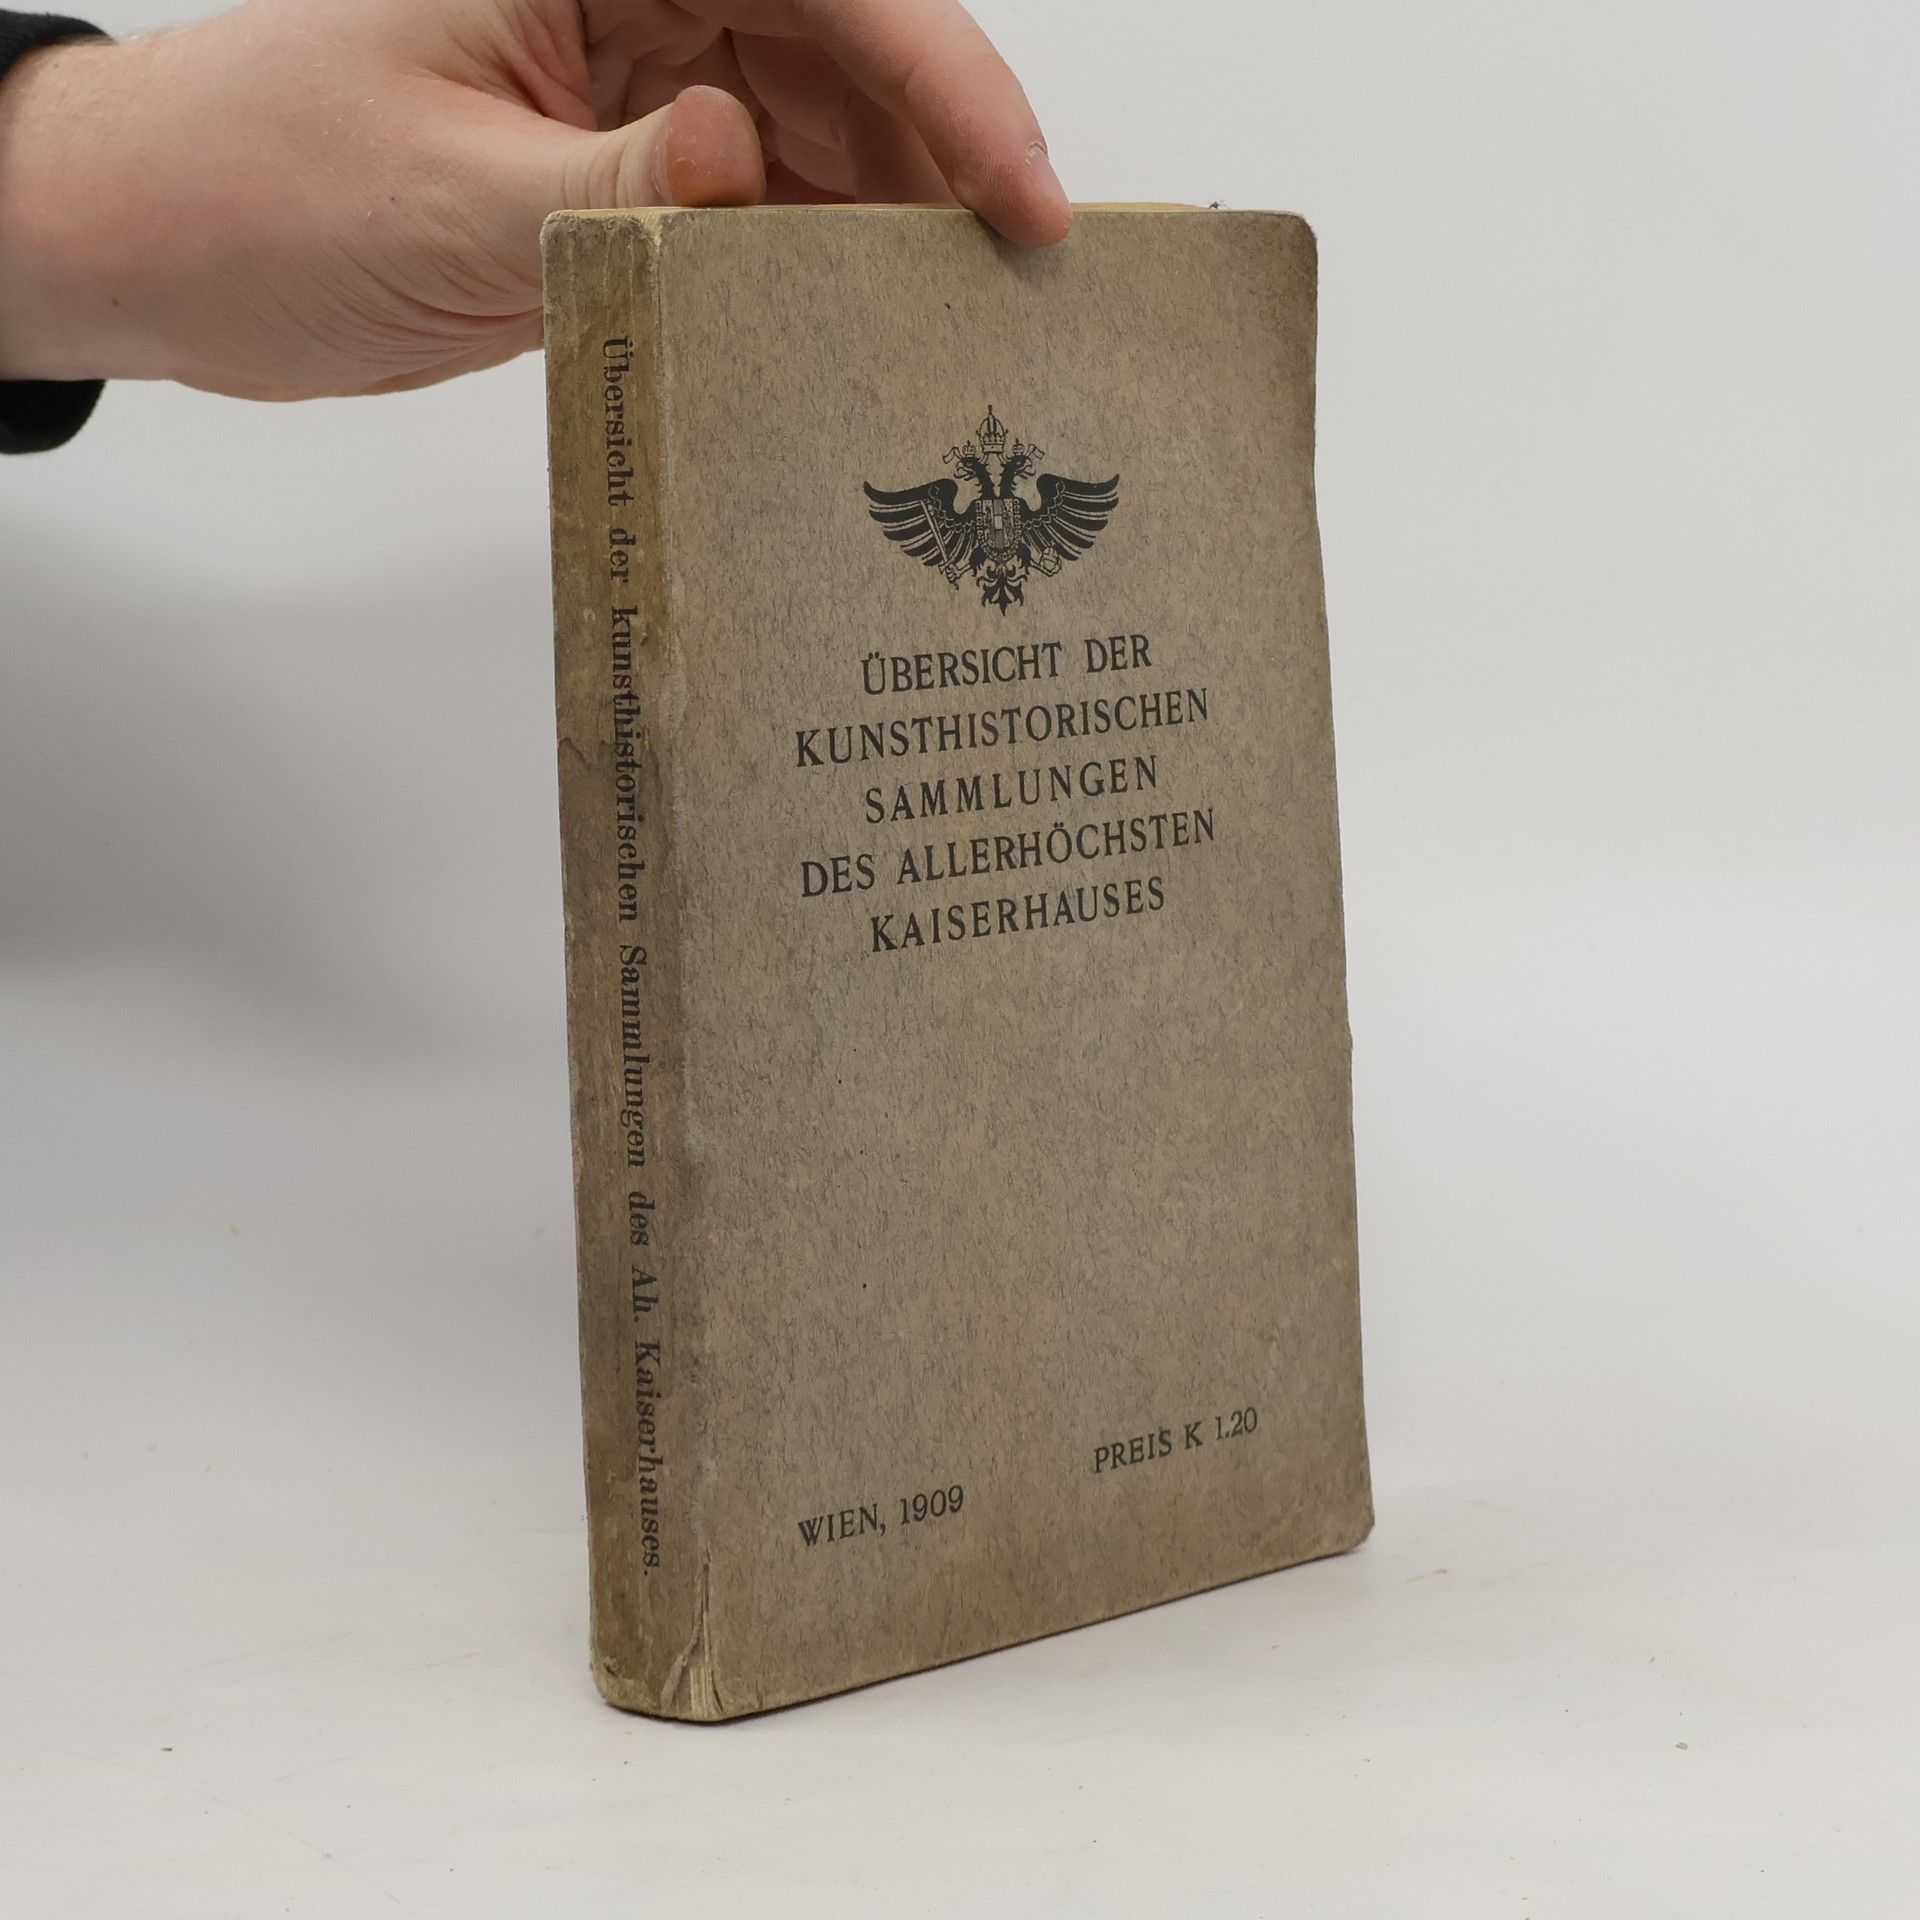 Übersicht der kunsthistorischen Sammlungen des Ah. Kaiserhauses.
ÜBERSICHT DER
KUNSTHISTORISCHEN
SAMMLUNGEN
DES ALLERHÖCHSTEN
KAISERHAUSES
WIEN, 1909
PREIS K 1.20